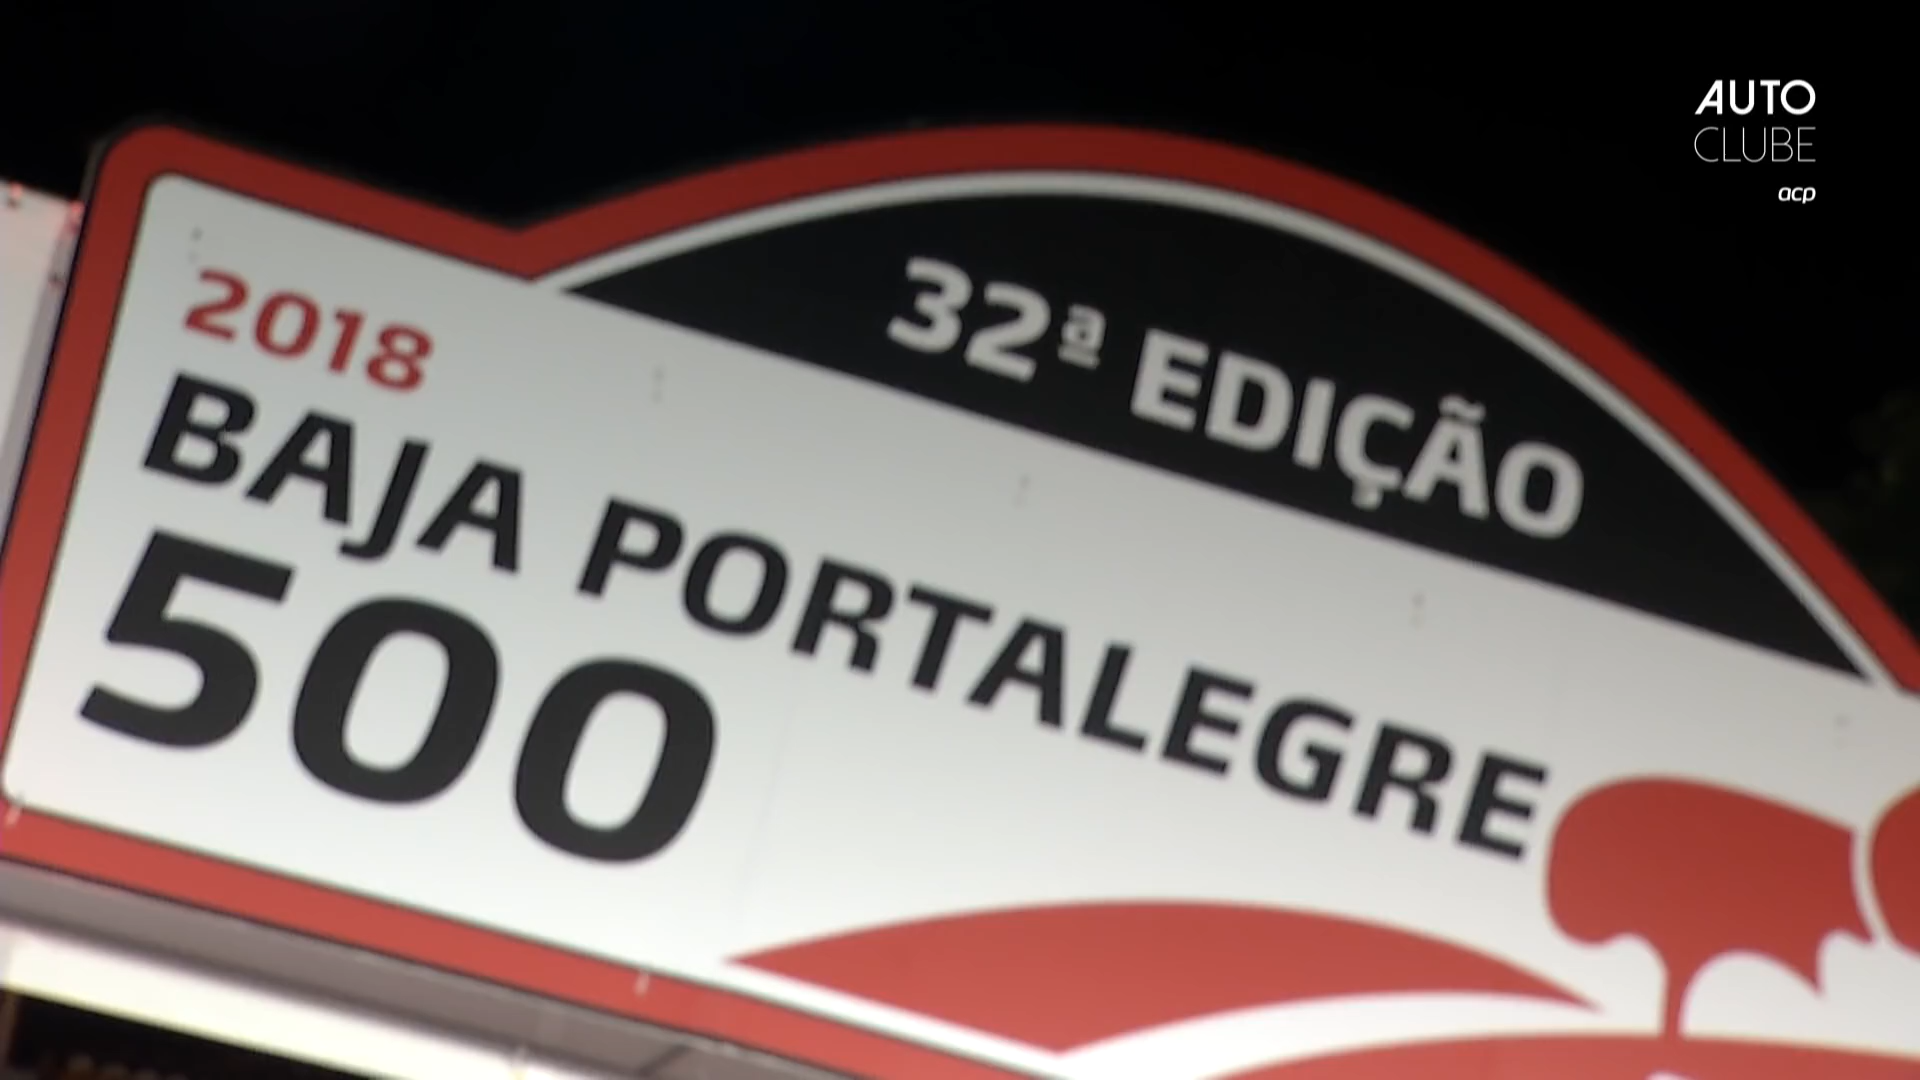 AUTO
CLUBE
acp
32ª EDIÇÃO
2018
BAJA PORTALEGRE
500